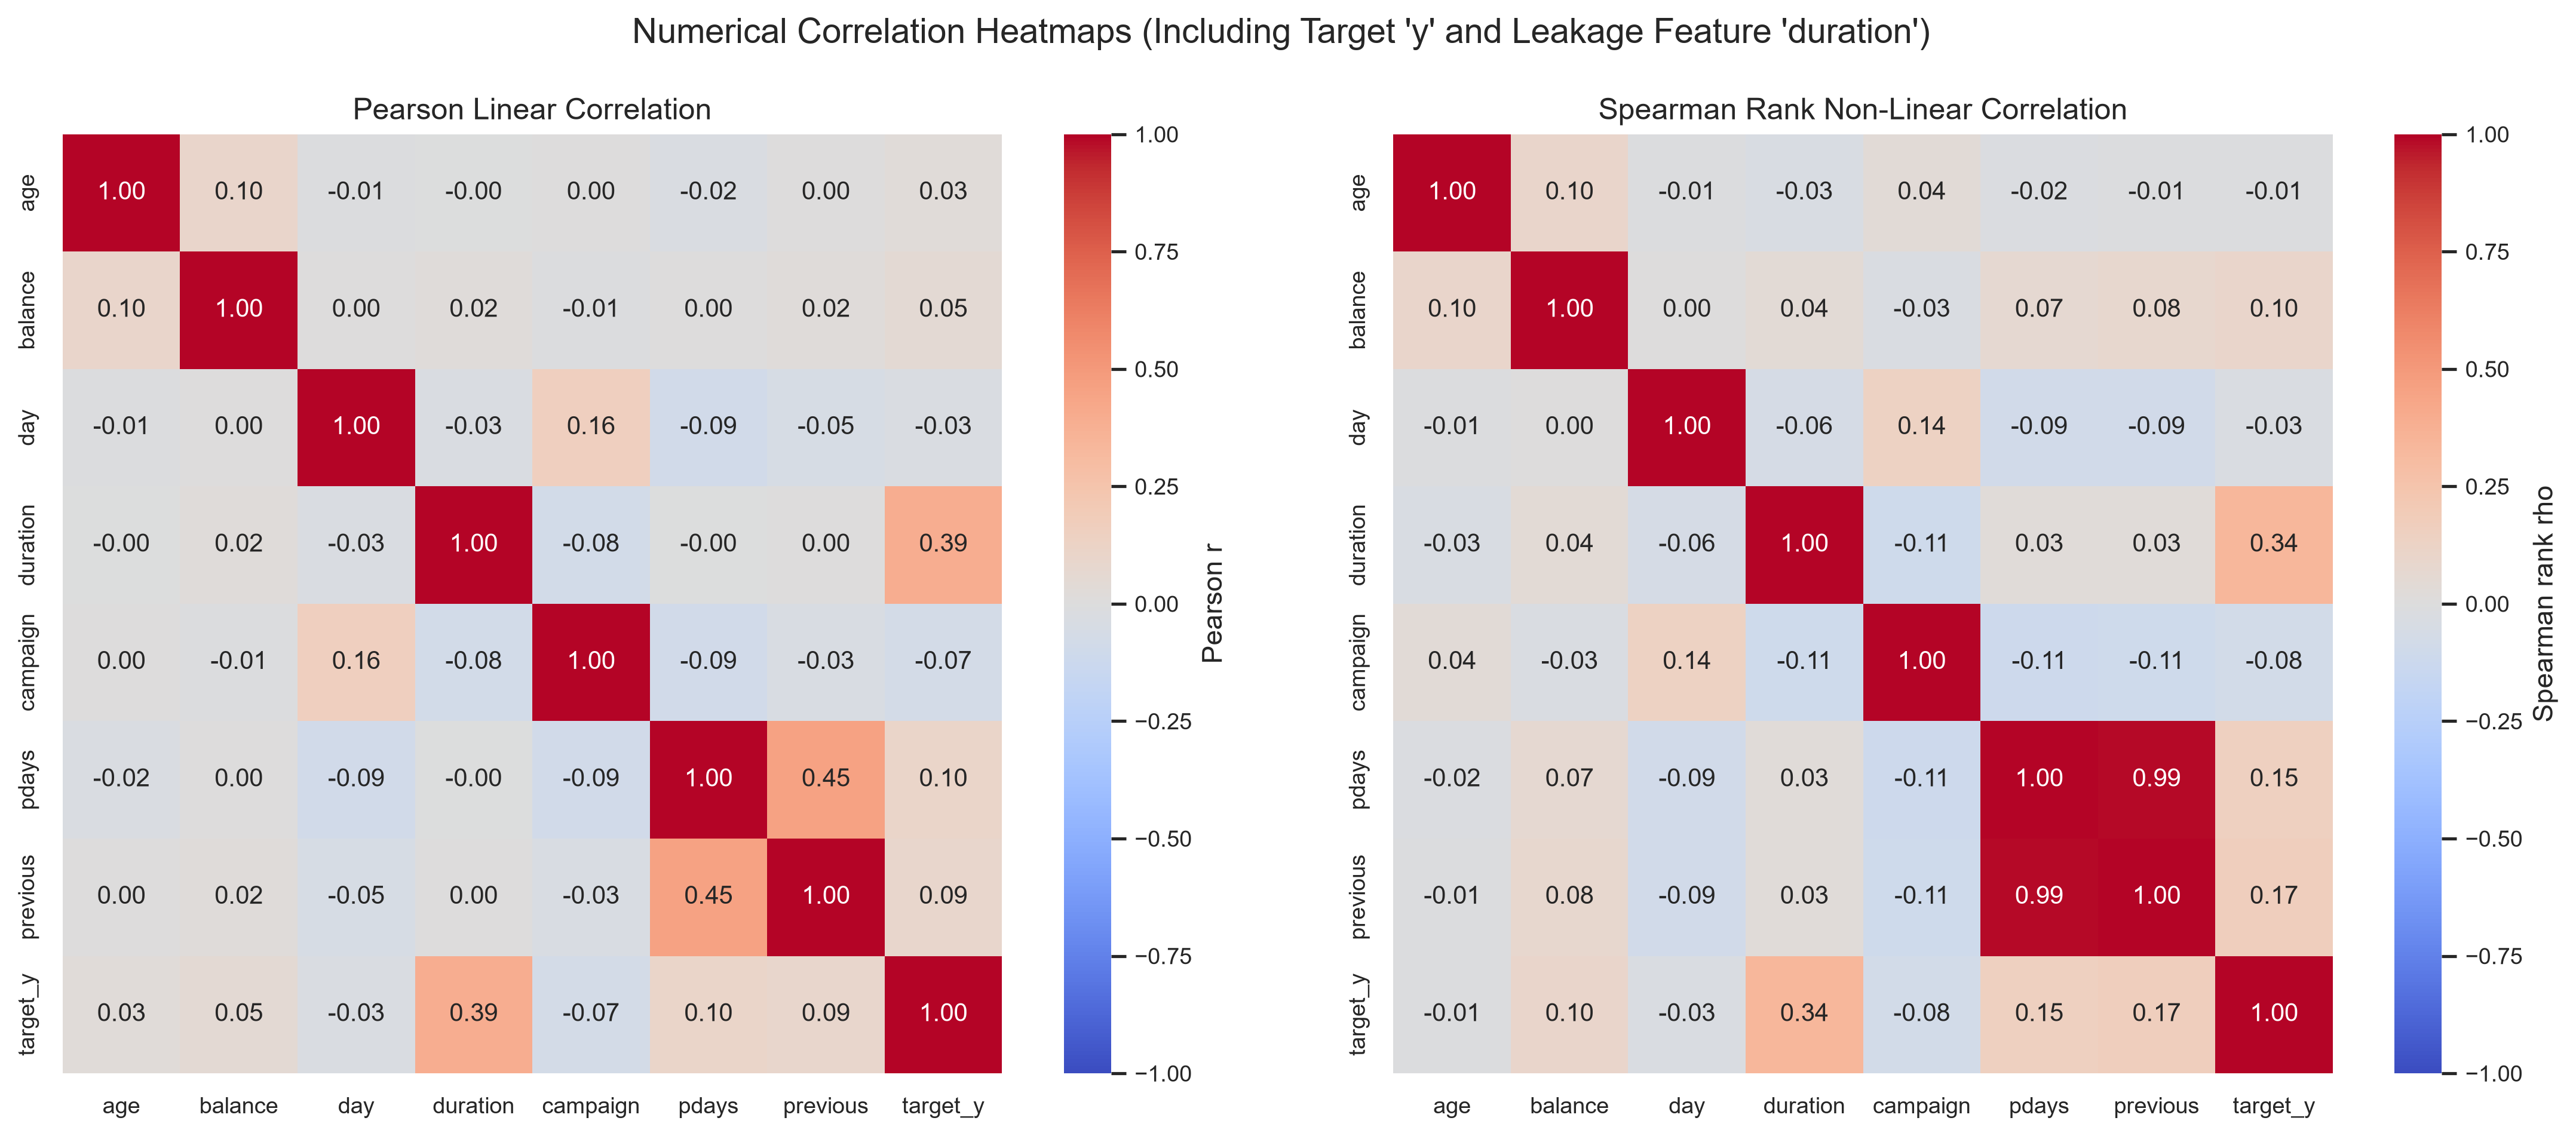 Numerical Correlation Heatmaps (Including Target 'y' and Leakage Feature 'duration')
Pearson Linear Correlation
age 1.00 0.10 -0.01 -0.00 0.00 -0.02 0.00 0.03
balance 0.10 1.00 0.00 0.02 -0.01 0.00 0.02 0.05
day -0.01 0.00 1.00 -0.03 0.16 -0.09 -0.05 -0.03
duration -0.00 0.02 -0.03 1.00 -0.08 -0.00 0.00 0.39
campaign 0.00 -0.01 0.16 -0.08 1.00 -0.09 -0.03 -0.07
pdays -0.02 0.00 -0.09 -0.00 -0.09 1.00 0.45 0.10
previous 0.00 0.02 -0.05 0.00 -0.03 0.45 1.00 0.09
target_y 0.03 0.05 -0.03 0.39 -0.07 0.10 0.09 1.00
age balance day duration campaign pdays previous target_y
1.00
0.75
0.50
0.25
0.00
−0.25
−0.50
−0.75
−1.00
Pearson r
Spearman Rank Non-Linear Correlation
age 1.00 0.10 -0.01 -0.03 0.04 -0.02 -0.01 -0.01
balance 0.10 1.00 0.00 0.04 -0.03 0.07 0.08 0.10
day -0.01 0.00 1.00 -0.06 0.14 -0.09 -0.09 -0.03
duration -0.03 0.04 -0.06 1.00 -0.11 0.03 0.03 0.34
campaign 0.04 -0.03 0.14 -0.11 1.00 -0.11 -0.11 -0.08
pdays -0.02 0.07 -0.09 0.03 -0.11 1.00 0.99 0.15
previous -0.01 0.08 -0.09 0.03 -0.11 0.99 1.00 0.17
target_y -0.01 0.10 -0.03 0.34 -0.08 0.15 0.17 1.00
age balance day duration campaign pdays previous target_y
1.00
0.75
0.50
0.25
0.00
−0.25
−0.50
−0.75
−1.00
Spearman rank rho